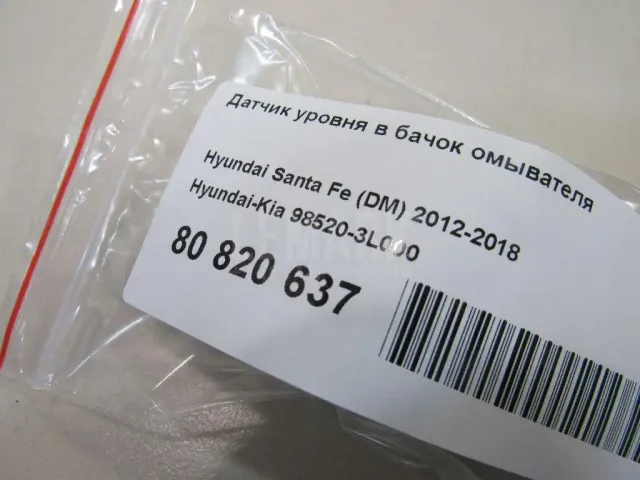 Датчик уровня в бачок омывателя
Hyundai Santa Fe (DM) 2012-2018
Hyundai-Kia 98520-3L000
80 820 637